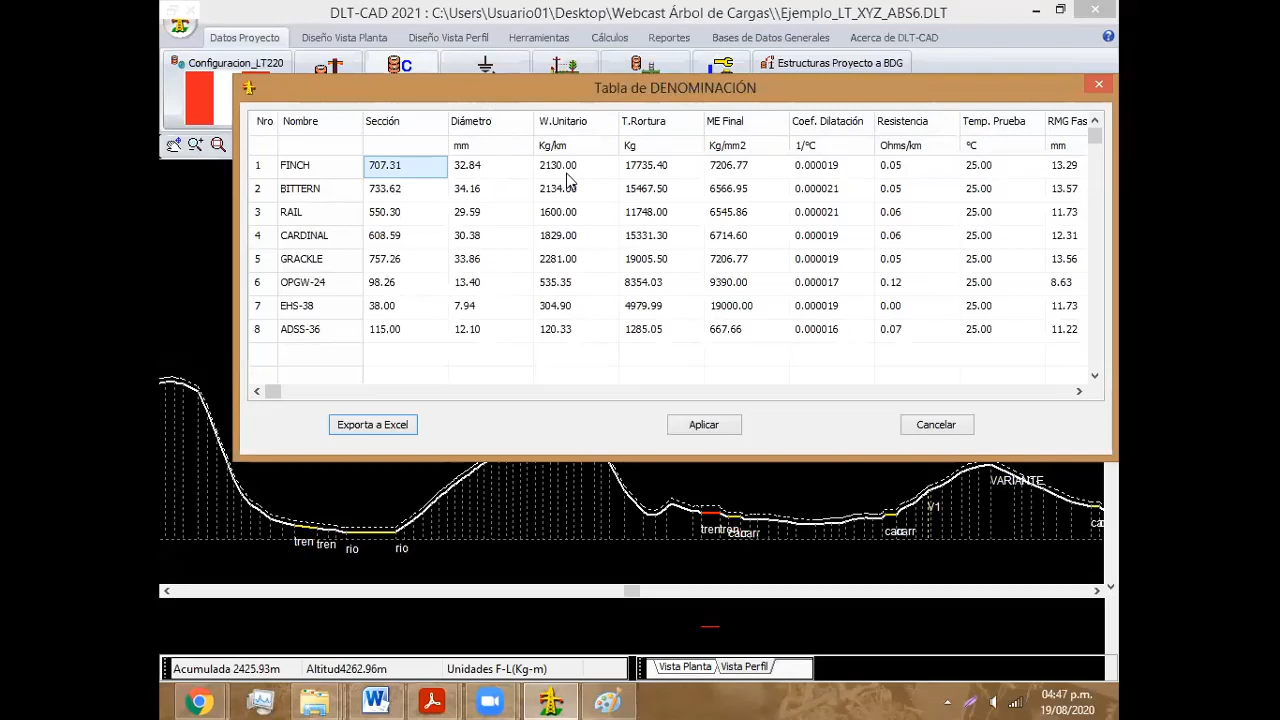 DLT-CAD 2021 : C:\Users\Usuario01\Desktop\Webcast Árbol de Cargas\\Ejemplo_LT_XYZ_ABS6.DLT
Datos Proyecto Diseño Vista Planta Diseño Vista Perfil Herramientas Cálculos Reportes Bases de Datos Generales Acerca de DLT-CAD
Configuracion_LT220 C Estructuras Proyecto a BDG
Tabla de DENOMINACIÓN
Nro Nombre Sección Diámetro W.Unitario T.Rortura ME Final Coef. Dilatación Resistencia Temp. Prueba RMG Fas
mm Kg/km Kg Kg/mm2 1/°C Ohms/km °C mm
1 FINCH 707.31 32.84 2130.00 17735.40 7206.77 0.000019 0.05 25.00 13.29
2 BITTERN 733.62 34.16 2134.00 15467.50 6566.95 0.000021 0.05 25.00 13.57
3 RAIL 550.30 29.59 1600.00 11748.00 6545.86 0.000021 0.06 25.00 11.73
4 CARDINAL 608.59 30.38 1829.00 15331.30 6714.60 0.000019 0.06 25.00 12.31
5 GRACKLE 757.26 33.86 2281.00 19005.50 7206.77 0.000019 0.05 25.00 13.56
6 OPGW-24 98.26 13.40 535.35 8354.03 9390.00 0.000017 0.12 25.00 8.63
7 EHS-38 38.00 7.94 304.90 4979.99 19000.00 0.000019 0.00 25.00 11.73
8 ADSS-36 115.00 12.10 120.33 1285.05 667.66 0.000016 0.07 25.00 11.22
Exporta a Excel Aplicar Cancelar
VARIANTE
V1
tren tren rio rio
Acumulada 2425.93m Altitud4262.96m Unidades F-L(Kg-m) Vista Planta Vista Perfil
04:47 p.m.
19/08/2020